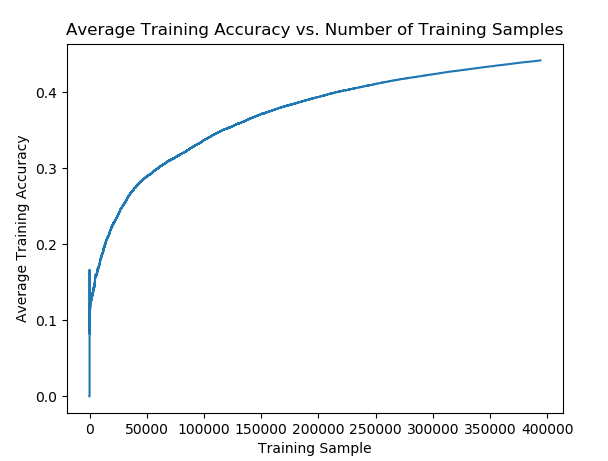 Average Training Accuracy vs. Number of Training Samples
Average Training Accuracy
0.4
0.3
0.2
0.1
0.0
0 50000 100000 150000 200000 250000 300000 350000 400000
Training Sample